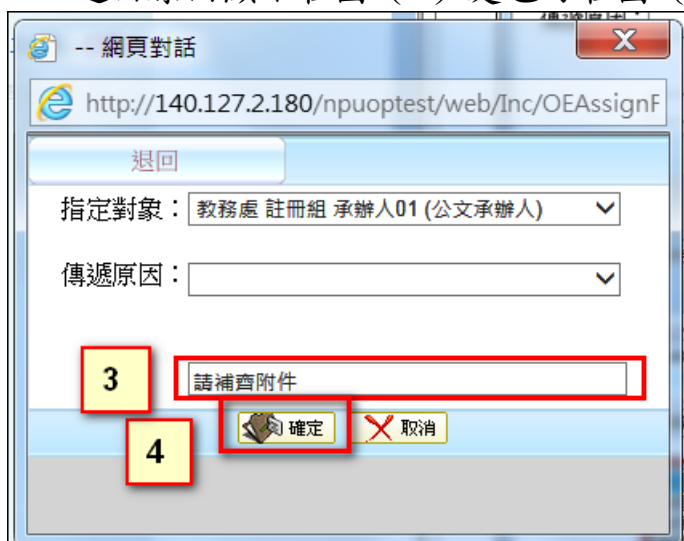 -- 網頁對話
X
http://140.127.2.180/npuoptest/web/Inc/OEAssignF
退回
指定對象： 教務處 註冊組 承辦人01 (公文承辦人)
傳遞原因：
3 請補齊附件
4 確定 取消